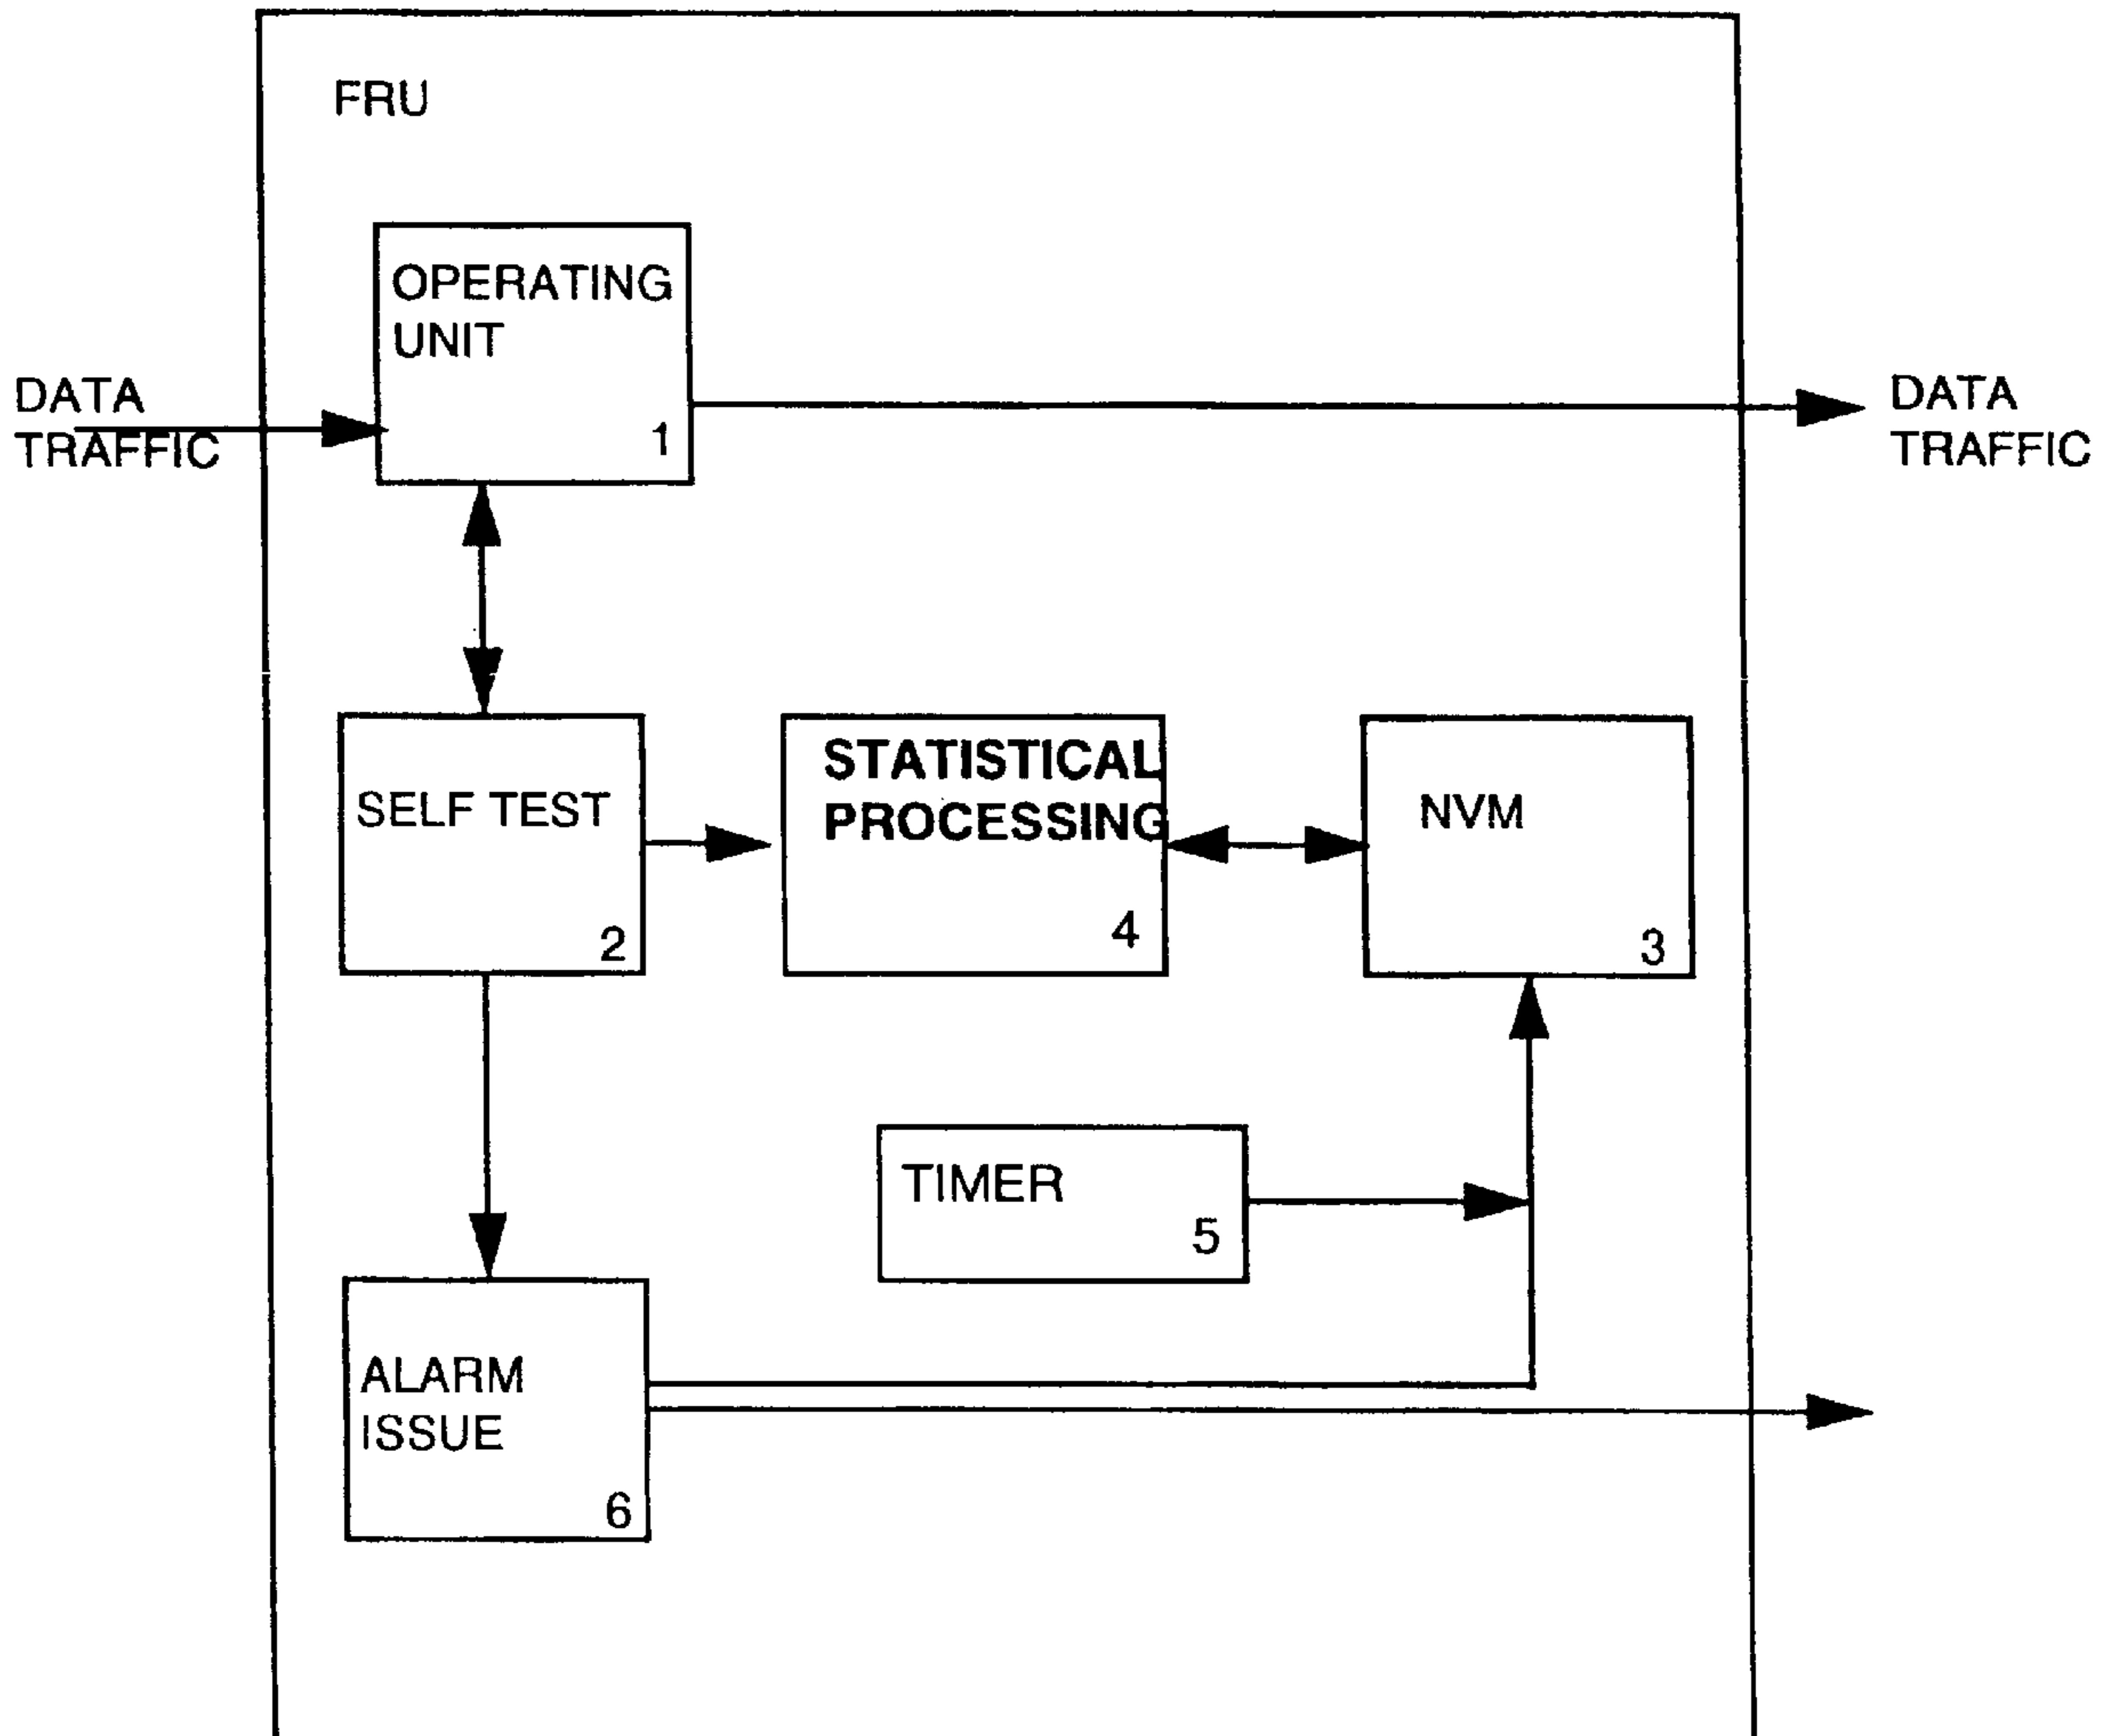 FRU
OPERATING
UNIT
1
DATA
TRAFFIC
DATA
TRAFFIC
SELF TEST
2
STATISTICAL
PROCESSING
4
NVM
3
TIMER
5
ALARM
ISSUE
6